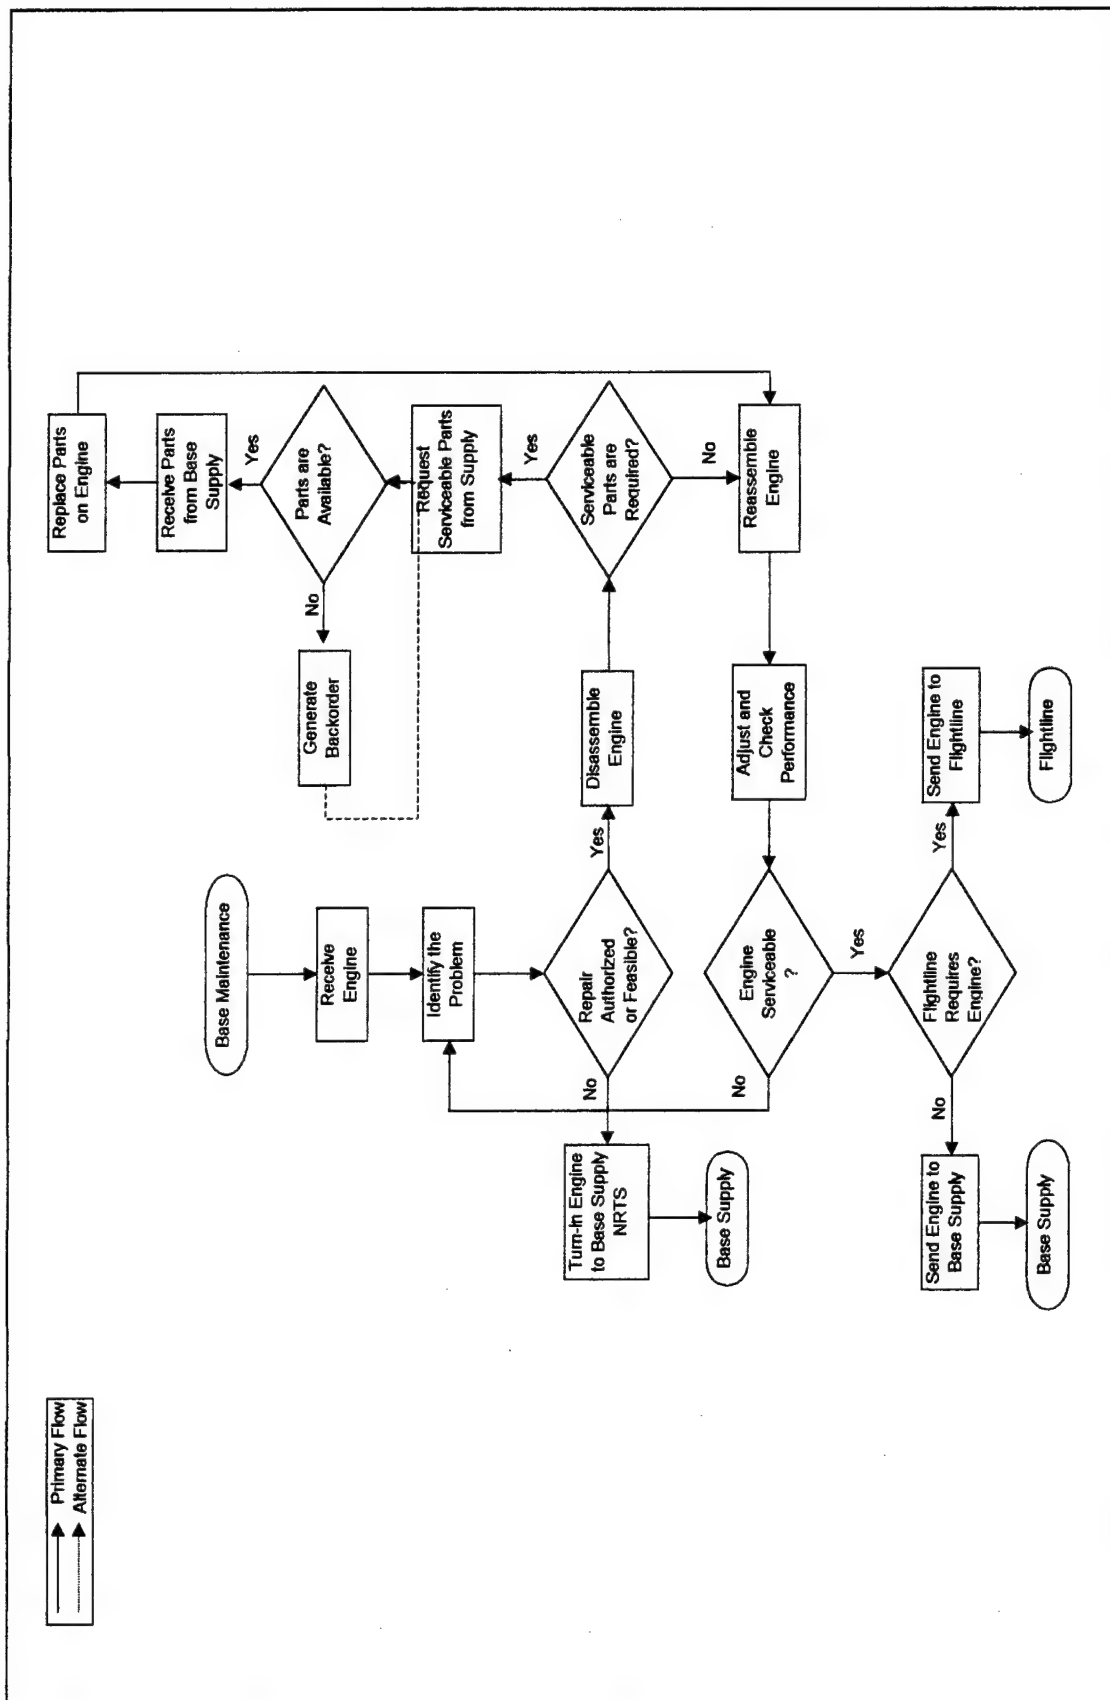 Primary Flow
Alternate Flow
Replace Parts
on Engine
Receive Parts
from Base
Supply
Base Maintenance
Yes
Receive
Engine
Generate
Backorder
No
Parts are
Available?
Identify the
Problem
Request
Serviceable Parts
from Supply
Yes
Turn-in Engine
to Base Supply
NRTS
No
Repair
Authorized
or Feasible?
Yes
Disassemble
Engine
Serviceable
Parts are
Required?
Base Supply
No
No
Engine
Serviceable
?
Adjust and
Check
Performance
Reassemble
Engine
Yes
Send Engine to
Base Supply
No
Flightline
Requires
Engine?
Yes
Send Engine to
Flightline
Base Supply
Flightline